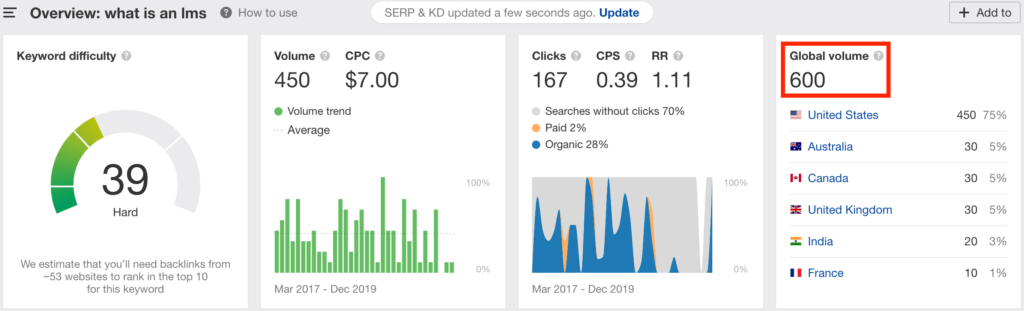 Overview: what is an lms
? How to use
SERP & KD updated a few seconds ago. Update
+ Add to
Keyword difficulty ?
39
Hard
We estimate that you'll need backlinks from
~53 websites to rank in the top 10
for this keyword
Volume ? CPC ?
450 $7.00
Volume trend
Average
100%
0%
Mar 2017 - Dec 2019
Clicks ? CPS ? RR ?
167 0.39 1.11
Searches without clicks 70%
Paid 2%
Organic 28%
100%
0%
Mar 2017 - Dec 2019
Global volume ?
600
United States 450 75%
Australia 30 5%
Canada 30 5%
United Kingdom 30 5%
India 20 3%
France 10 1%